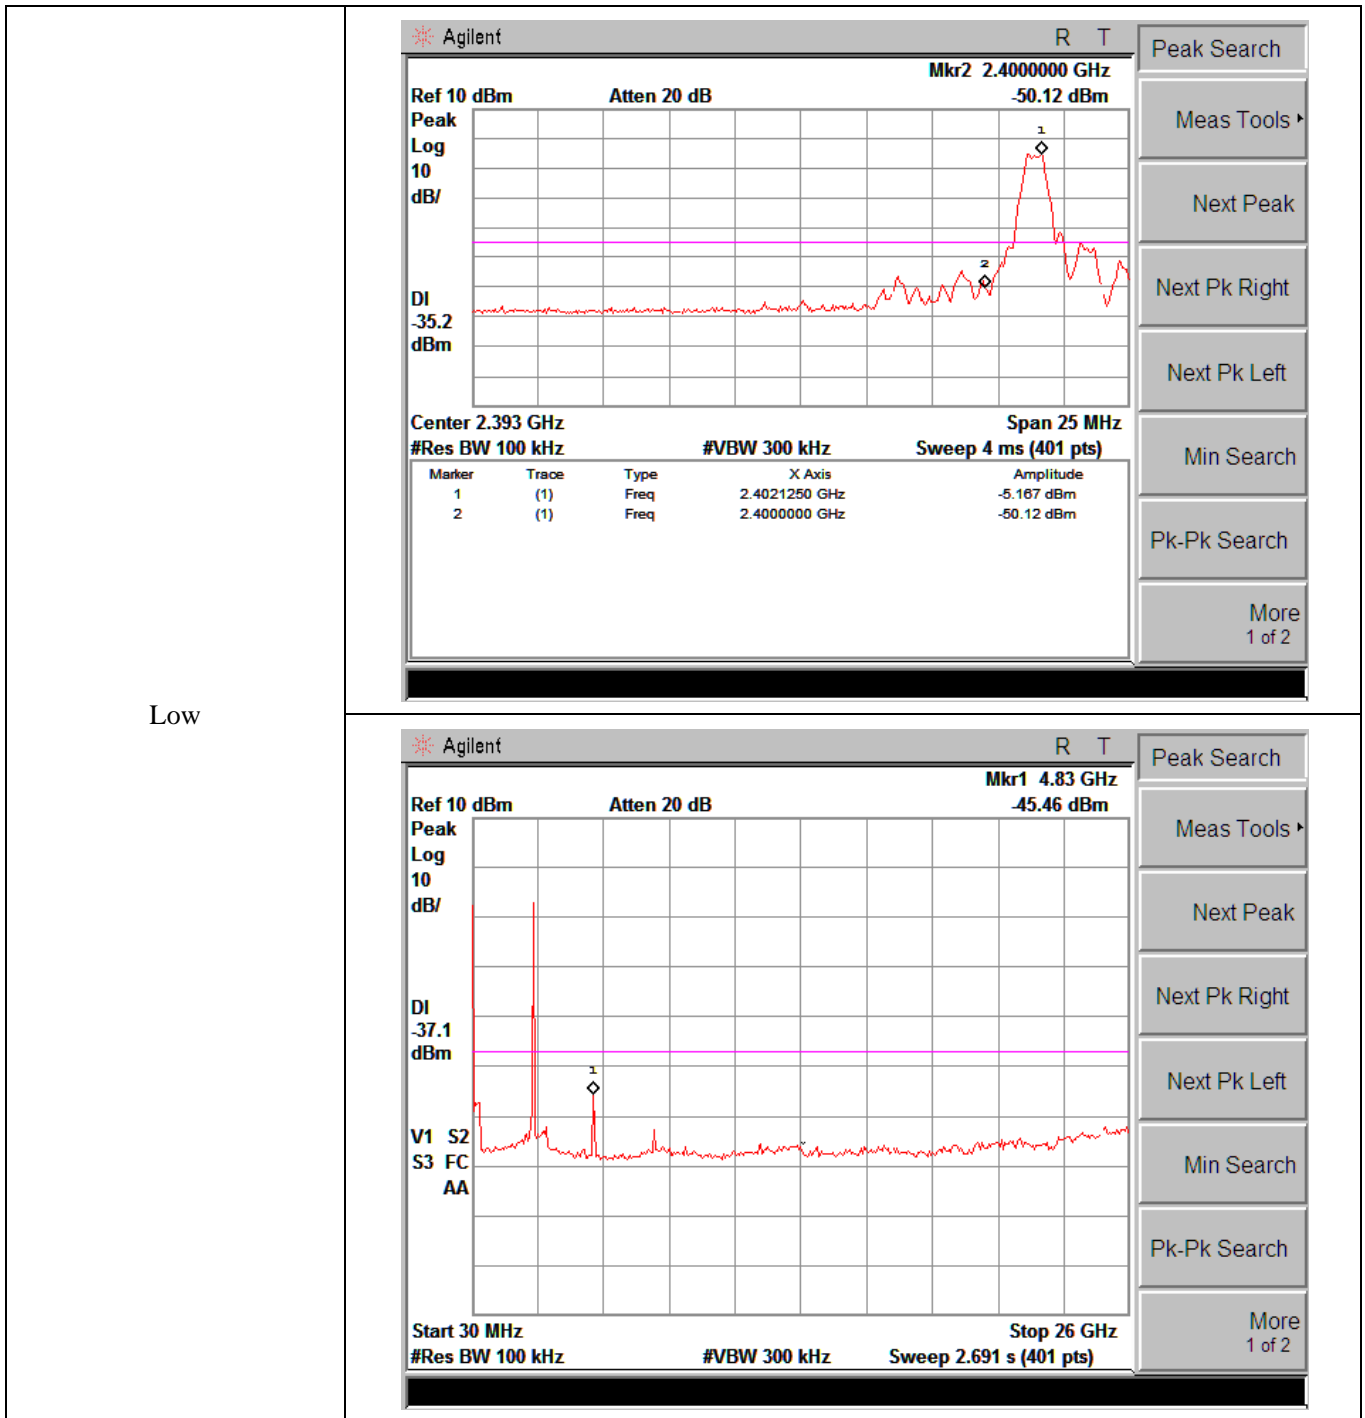 Low
Agilent R T
Peak Search
Mkr2 2.4000000 GHz
Ref 10 dBm Atten 20 dB -50.12 dBm
Peak
Log
10
dB/
1
2
DI
-35.2
dBm
Center 2.393 GHz Span 25 MHz
#Res BW 100 kHz #VBW 300 kHz Sweep 4 ms (401 pts)
Marker Trace Type X Axis Amplitude
1 (1) Freq 2.4021250 GHz -5.167 dBm
2 (1) Freq 2.4000000 GHz -50.12 dBm
Meas Tools
Next Peak
Next Pk Right
Next Pk Left
Min Search
Pk-Pk Search
More
1 of 2
Agilent R T
Peak Search
Mkr1 4.83 GHz
Ref 10 dBm Atten 20 dB -45.46 dBm
Peak
Log
10
dB/
1
DI
-37.1
dBm
V1 S2
S3 FC
AA
Start 30 MHz Stop 26 GHz
#Res BW 100 kHz #VBW 300 kHz Sweep 2.691 s (401 pts)
Meas Tools
Next Peak
Next Pk Right
Next Pk Left
Min Search
Pk-Pk Search
More
1 of 2